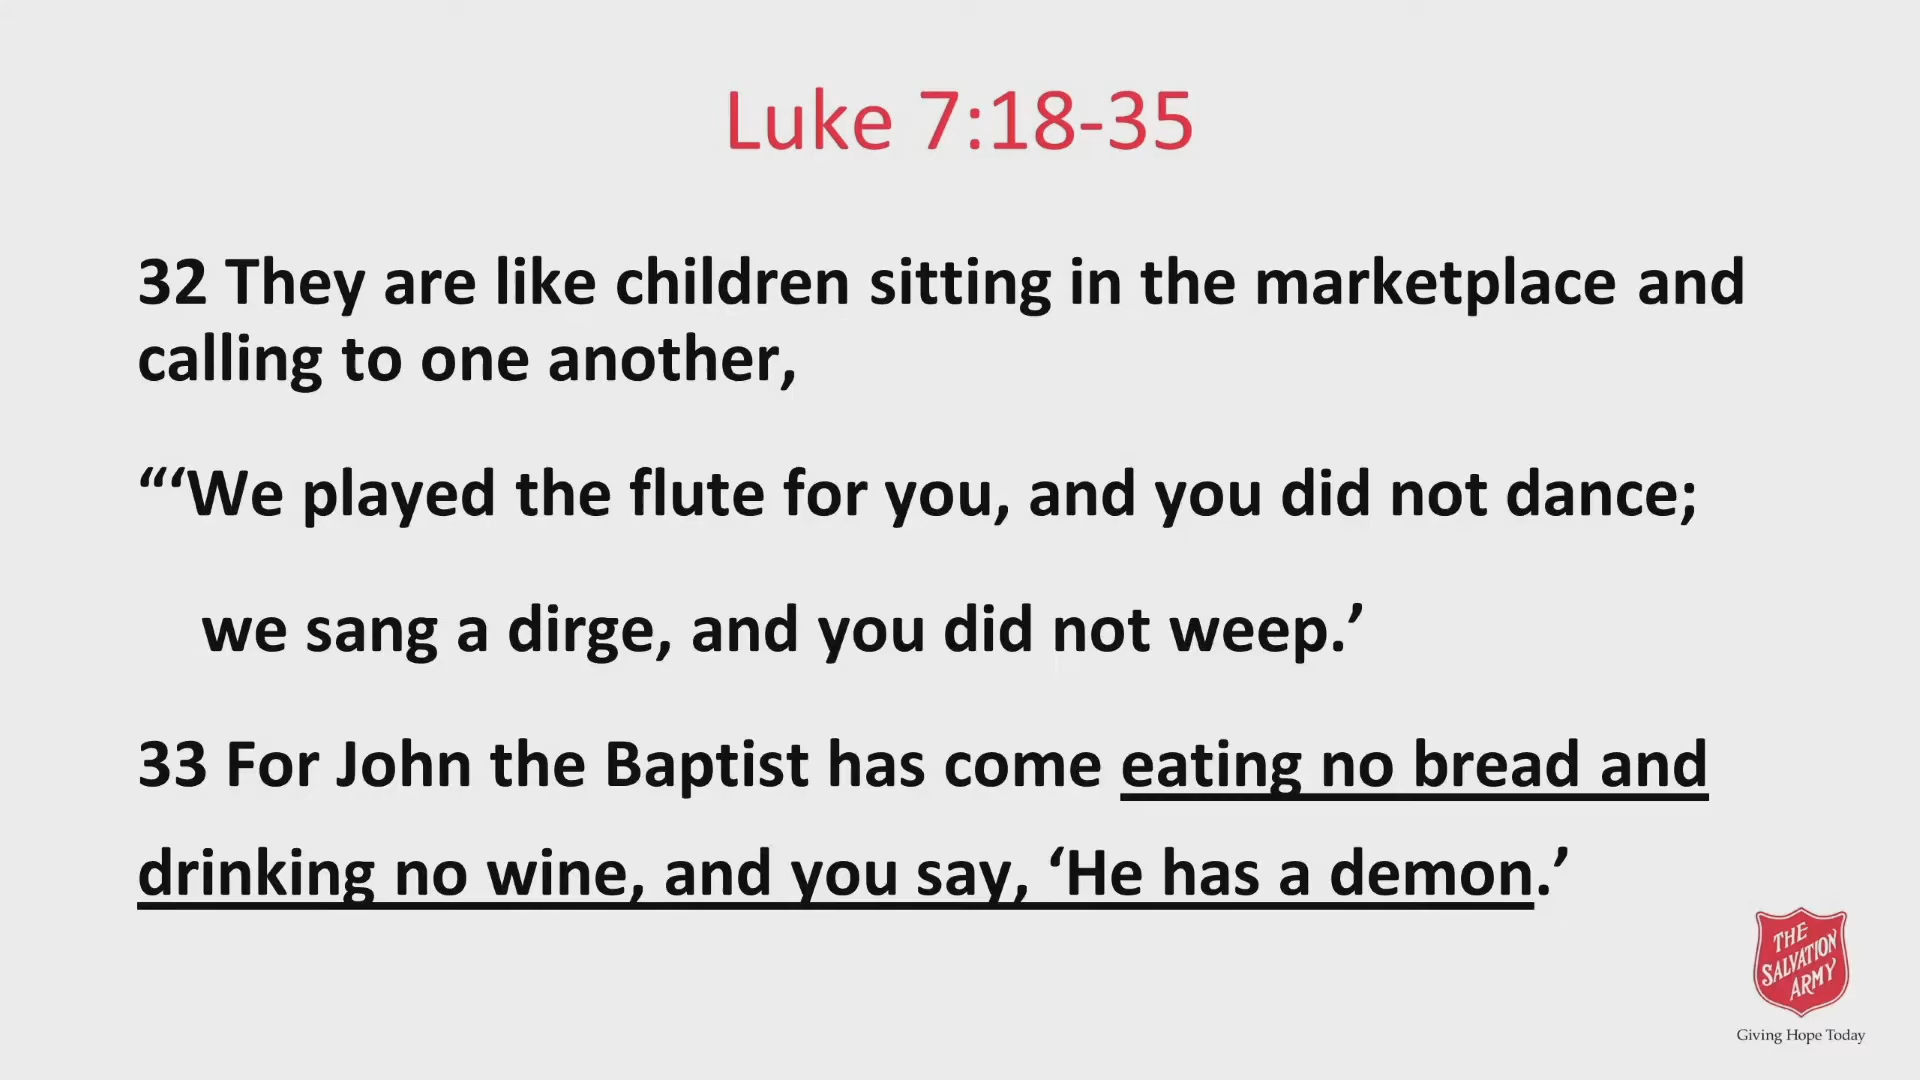 Luke 7:18-35
32 They are like children sitting in the marketplace and
calling to one another,
“‘We played the flute for you, and you did not dance;
we sang a dirge, and you did not weep.’
33 For John the Baptist has come eating no bread and
drinking no wine, and you say, ‘He has a demon.’
THE
SALVATION
ARMY
Giving Hope Today